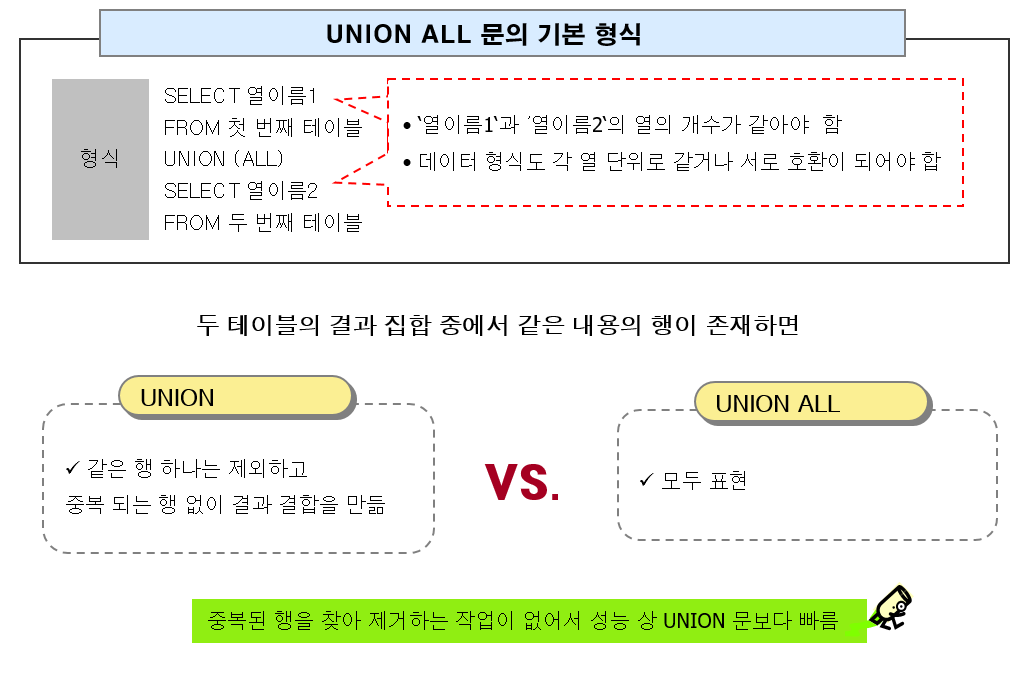 UNION ALL 문의 기본 형식
형식
SELECT 열이름1
FROM 첫 번째 테이블
UNION (ALL)
SELECT 열이름2
FROM 두 번째 테이블
• ‘열이름1‘과 ‘열이름2‘의 열의 개수가 같아야 함
• 데이터 형식도 각 열 단위로 같거나 서로 호환이 되어야 합
두 테이블의 결과 집합 중에서 같은 내용의 행이 존재하면
UNION
✓ 같은 행 하나는 제외하고
중복 되는 행 없이 결과 결합을 만듦
VS.
UNION ALL
✓ 모두 표현
중복된 행을 찾아 제거하는 작업이 없어서 성능 상 UNION 문보다 빠름